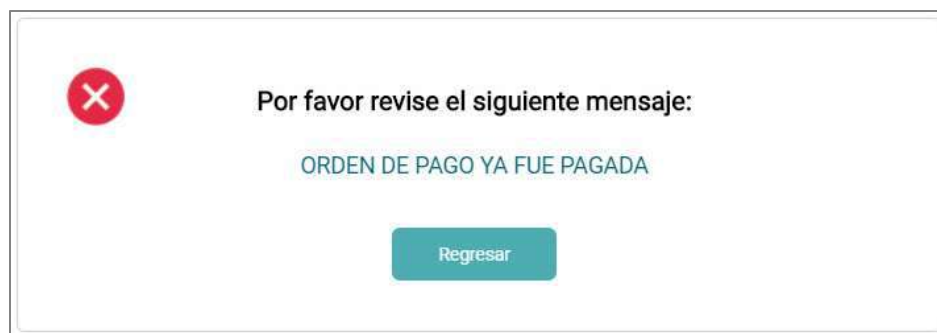 Por favor revise el siguiente mensaje:
ORDEN DE PAGO YA FUE PAGADA
Regresar